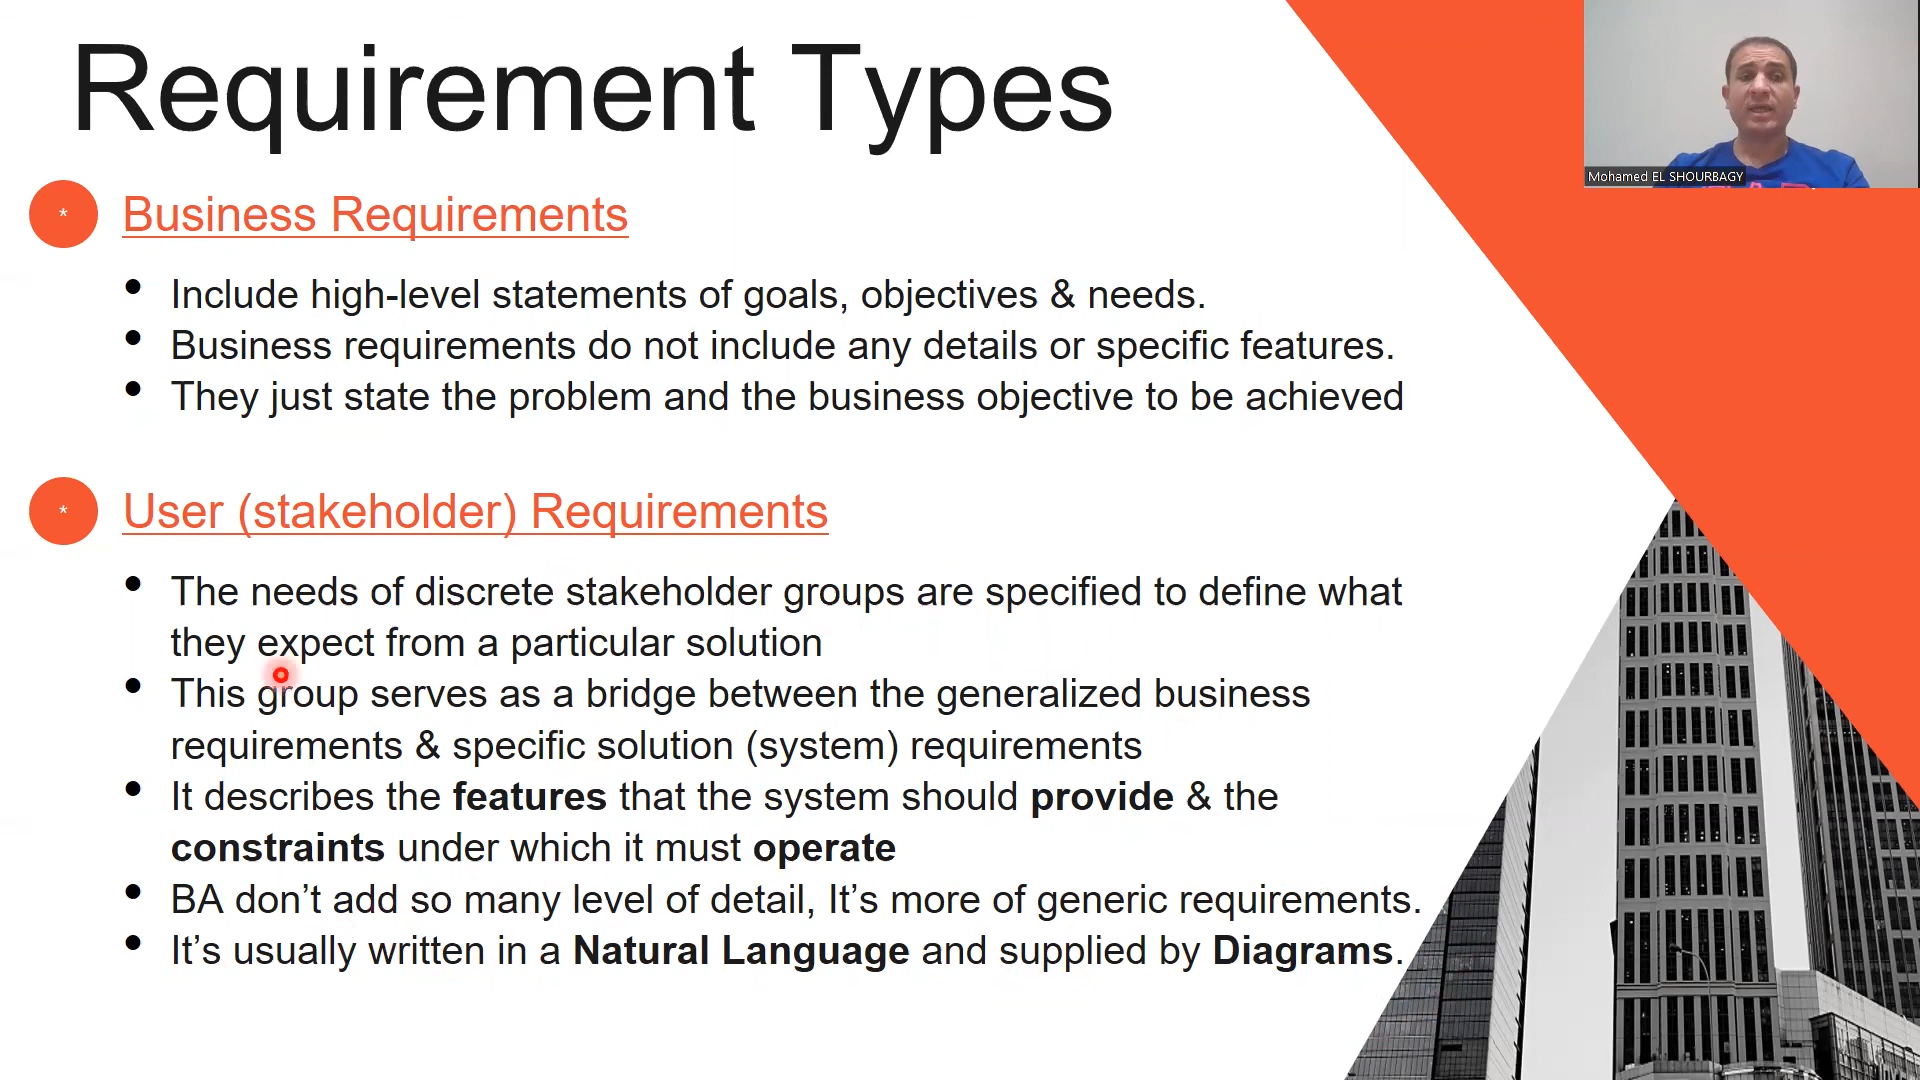 Requirement Types
Mohamed EL SHOURBAGY
* Business Requirements
• Include high-level statements of goals, objectives & needs.
• Business requirements do not include any details or specific features.
• They just state the problem and the business objective to be achieved
* User (stakeholder) Requirements
• The needs of discrete stakeholder groups are specified to define what
they expect from a particular solution
• This group serves as a bridge between the generalized business
requirements & specific solution (system) requirements
• It describes the features that the system should provide & the
constraints under which it must operate
• BA don’t add so many level of detail, It’s more of generic requirements.
• It’s usually written in a Natural Language and supplied by Diagrams.